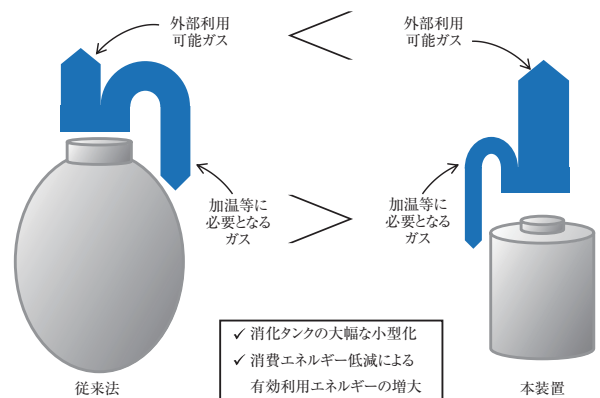 外部利用
可能ガス
外部利用
可能ガス
加温等に
必要となる
ガス
加温等に
必要となる
ガス
✓ 消化タンクの大幅な小型化
✓ 消費エネルギー低減による
有効利用エネルギーの増大
従来法
本装置